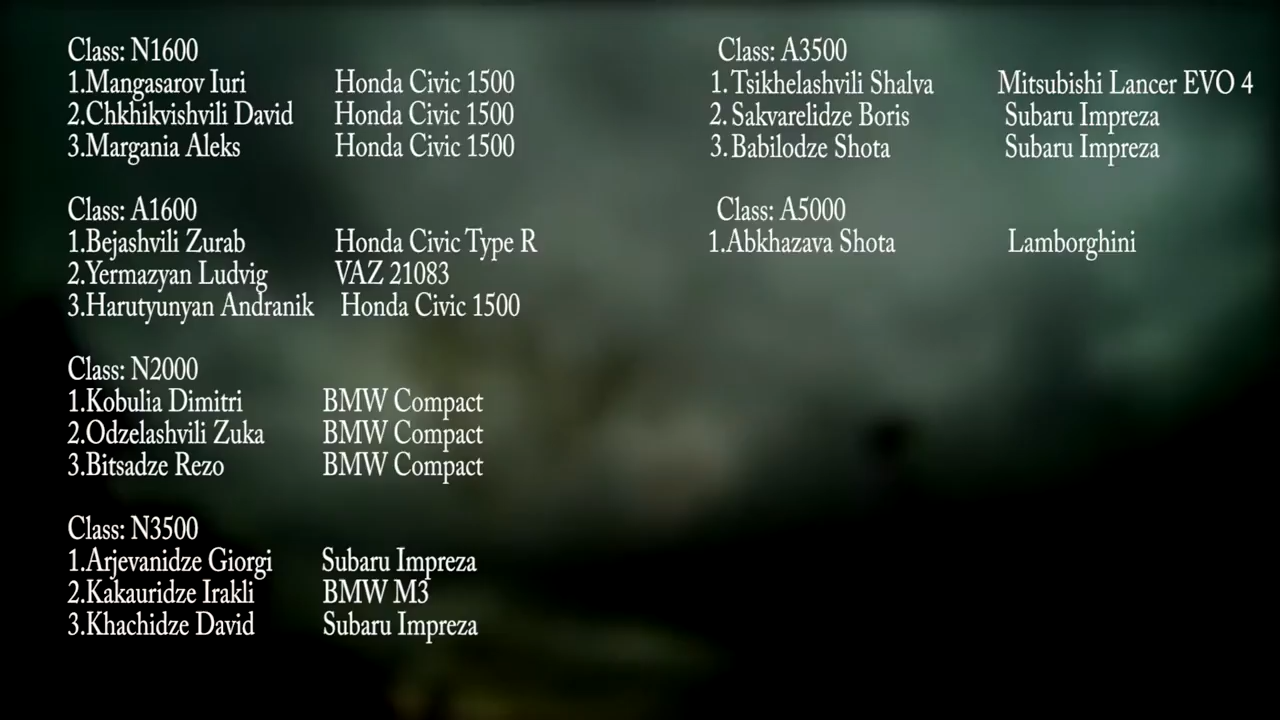 Class: N1600
1.Mangasarov Iuri Honda Civic 1500
2.Chkhikvishvili David Honda Civic 1500
3.Margania Aleks Honda Civic 1500
Class: A1600
1.Bejashvili Zurab Honda Civic Type R
2.Yermazyan Ludvig VAZ 21083
3.Harutyunyan Andranik Honda Civic 1500
Class: N2000
1.Kobulia Dimitri BMW Compact
2.Odzelashvili Zuka BMW Compact
3.Bitsadze Rezo BMW Compact
Class: N3500
1.Arjevanidze Giorgi Subaru Impreza
2.Kakauridze Irakli BMW M3
3.Khachidze David Subaru Impreza
Class: A3500
1. Tsikhelashvili Shalva Mitsubishi Lancer EVO 4
2. Sakvarelidze Boris Subaru Impreza
3. Babilodze Shota Subaru Impreza
Class: A5000
1.Abkhazava Shota Lamborghini